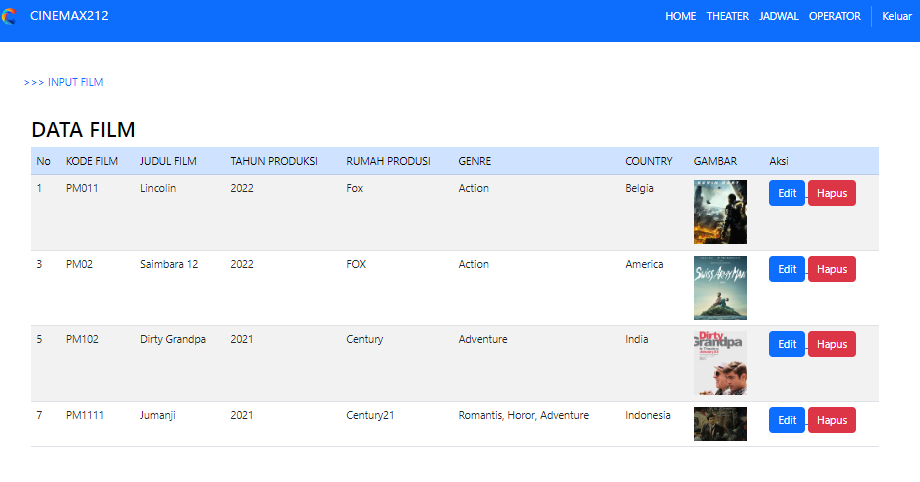 CINEMAX212 HOME THEATER JADWAL OPERATOR Keluar
>>> INPUT FILM
DATA FILM
No KODE FILM JUDUL FILM TAHUN PRODUKSI RUMAH PRODUSI GENRE COUNTRY GAMBAR Aksi
1 PM011 Lincolin 2022 Fox Action Belgia Edit Hapus
3 PM02 Saimbara 12 2022 FOX Action America Edit Hapus
SWISS ARMY MAN
5 PM102 Dirty Grandpa 2021 Century Adventure India Edit Hapus
Dirty
Grandpa
7 PM1111 Jumanji 2021 Century21 Romantis, Horor, Adventure Indonesia Edit Hapus